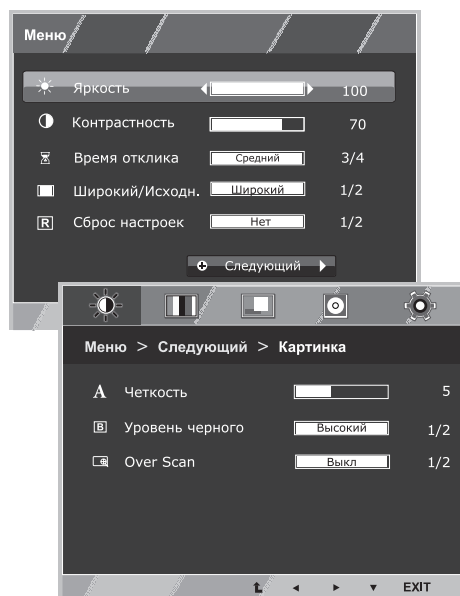 Меню
Яркость 100
Контрастность 70
Время отклика Средний 3/4
Широкий/Исходн. Широкий 1/2
R Сброс настроек Нет 1/2
Следующий
Меню > Следующий > Картинка
A Четкость 5
B Уровень черного Высокий 1/2
Over Scan Выкл 1/2
EXIT